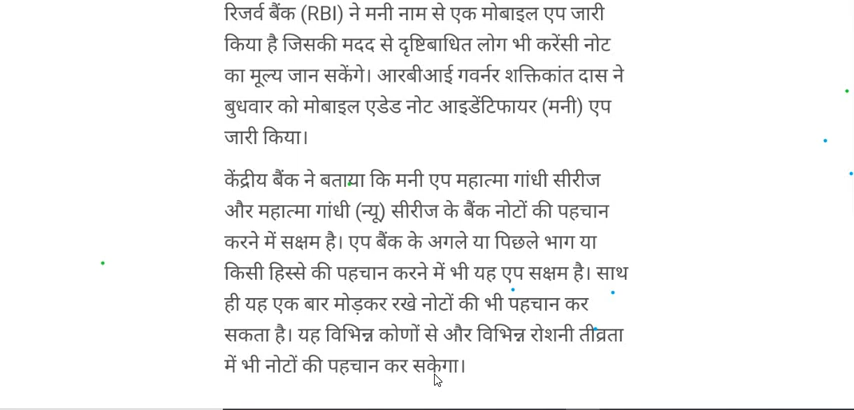 रिजर्व बैंक (RBI) ने मनी नाम से एक मोबाइल एप जारी
किया है जिसकी मदद से दृष्टिबाधित लोग भी करेंसी नोट
का मूल्य जान सकेंगे। आरबीआई गवर्नर शक्तिकांत दास ने
बुधवार को मोबाइल एडेड नोट आइडेंटिफायर (मनी) एप
जारी किया।
केंद्रीय बैंक ने बताया कि मनी एप महात्मा गांधी सीरीज
और महात्मा गांधी (न्यू) सीरीज के बैंक नोटों की पहचान
करने में सक्षम है। एप बैंक के अगले या पिछले भाग या
किसी हिस्से की पहचान करने में भी यह एप सक्षम है। साथ
ही यह एक बार मोड़कर रखे नोटों की भी पहचान कर
सकता है। यह विभिन्न कोणों से और विभिन्न रोशनी तीव्रता
में भी नोटों की पहचान कर सकेगा।